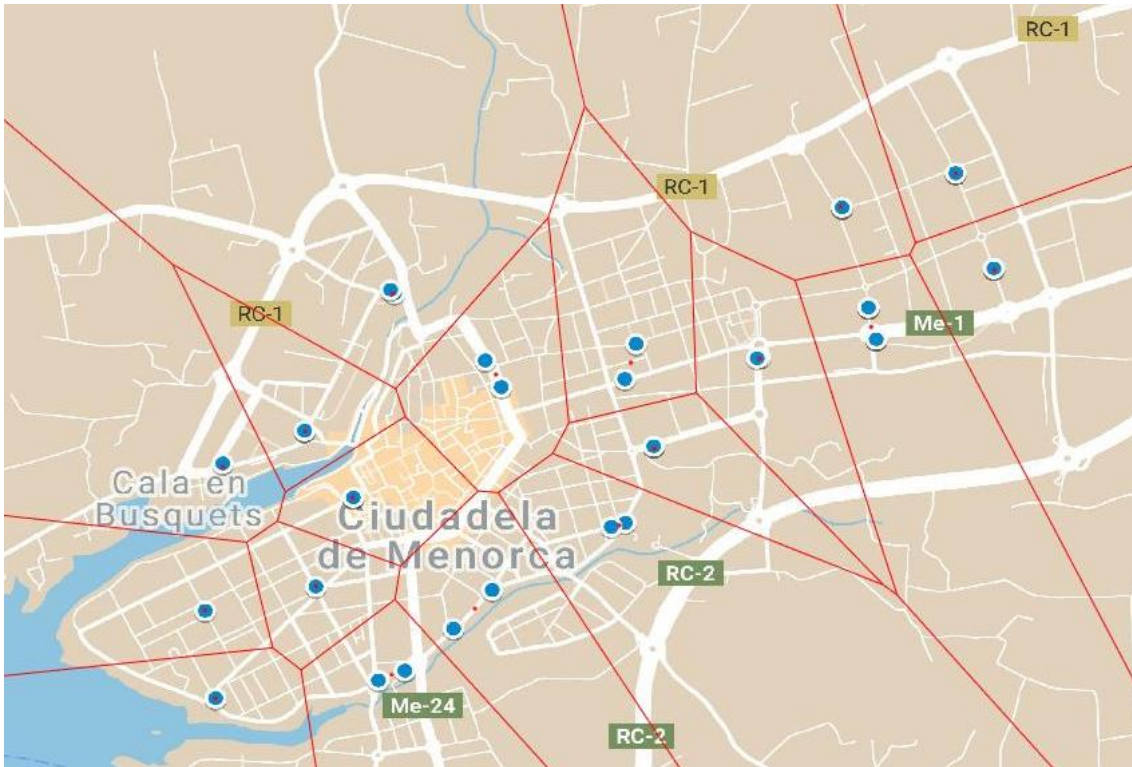 RC-1
RC-1
RC-1
Me-1
Cala en
Busquets
Ciudadela
de Menorca
RC-2
Me-24
RC-2